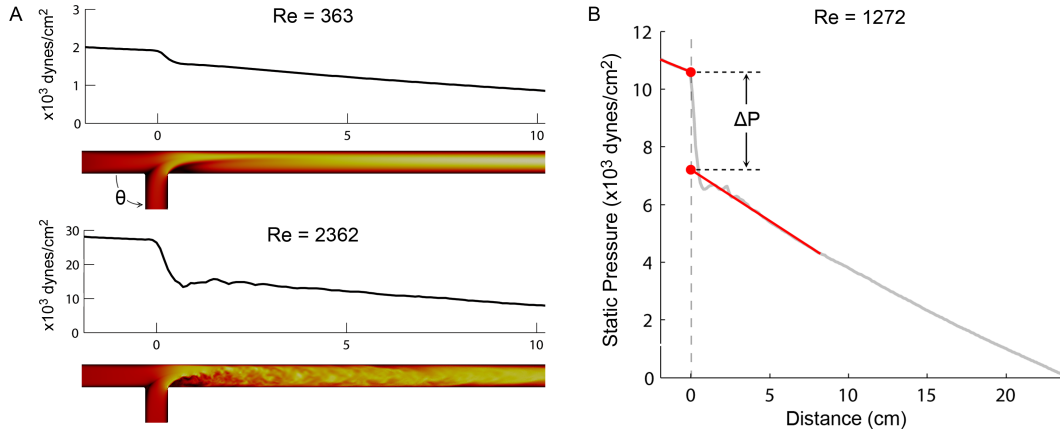 A
Re = 363
x10³ dynes/cm²
3
2
1
0
0
5
10
θ
Re = 2362
x10³ dynes/cm²
30
20
10
0
0
5
10
B
Re = 1272
Static Pressure (x10³ dynes/cm²)
12
10
8
6
4
2
0
ΔP
0
5
10
15
20
Distance (cm)